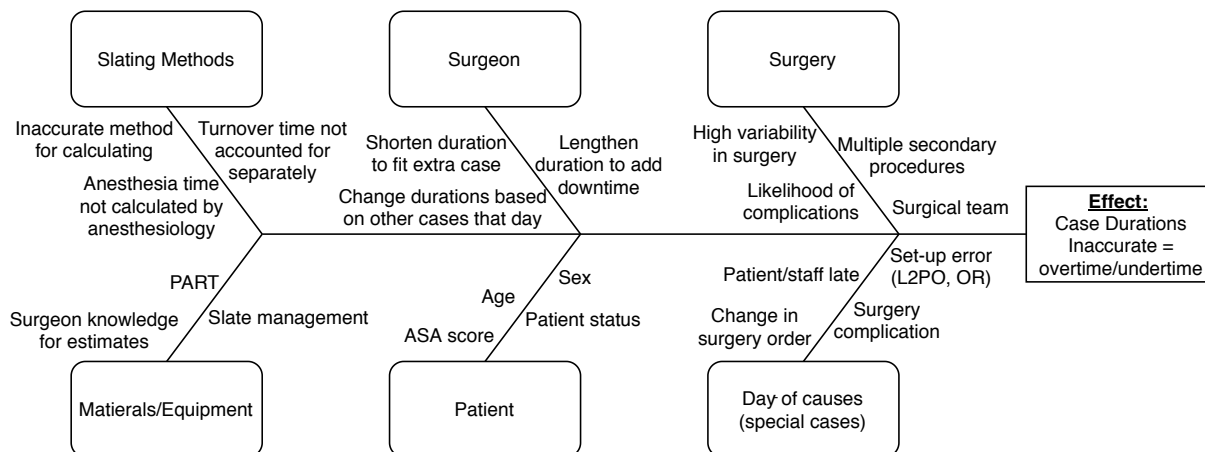 Slating Methods
Surgeon
Surgery
Inaccurate method
for calculating
Turnover time not
accounted for
separately
Anesthesia time
not calculated by
anesthesiology
Shorten duration
to fit extra case
Lengthen
duration to add
downtime
Change durations based
on other cases that day
High variability
in surgery
Multiple secondary
procedures
Likelihood of
complications
Surgical team
Effect:
Case Durations
Inaccurate =
overtime/undertime
PART
Surgeon knowledge
for estimates
Slate management
Sex
Age
Patient status
ASA score
Patient/staff late
Set-up error
(L2PO, OR)
Change in
surgery order
Surgery
complication
Matierals/Equipment
Patient
Day of causes
(special cases)